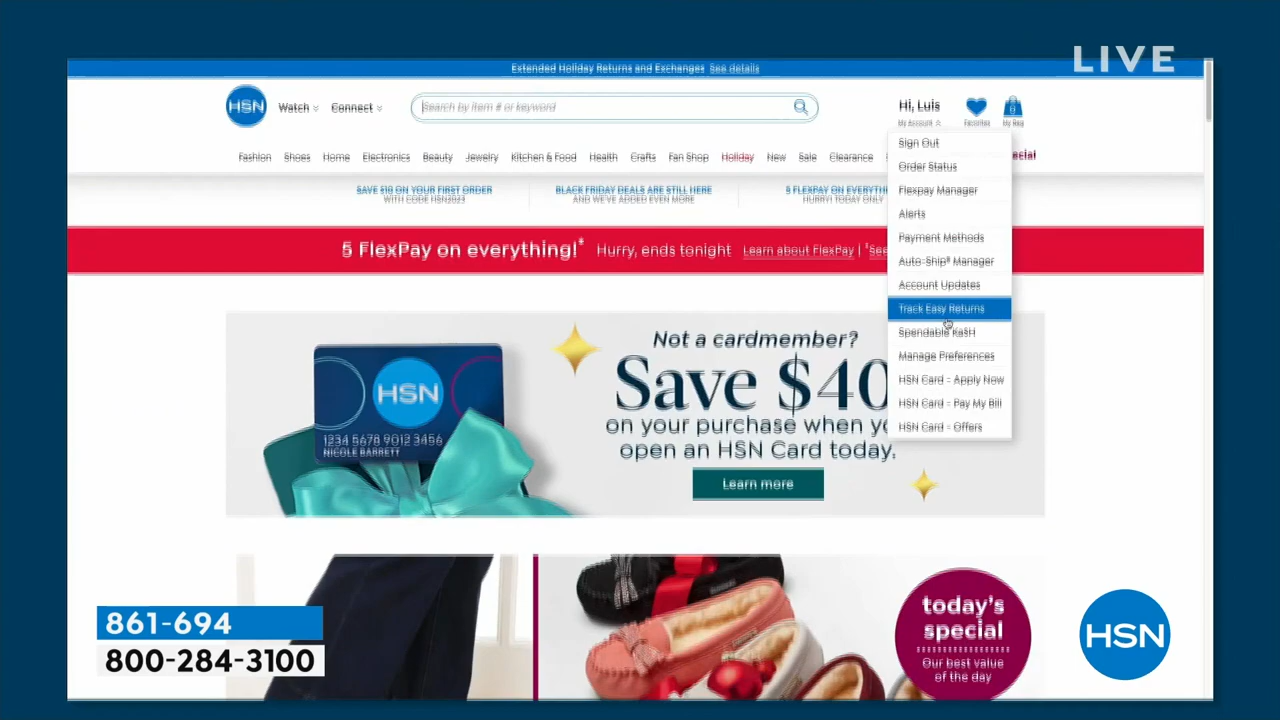 LIVE
Extended Holiday Returns and Exchanges See details
HSN Watch Connect Search by item # or keyword Hi, Luis
My Account Favorites My Bag
Fashion Shoes Home Electronics Beauty Jewelry Kitchen & Food Health Crafts Fan Shop Holiday New Sale Clearance
Sign Out
Order Status
Flexpay Manager
Alerts
Payment Methods
Auto-Ship® Manager
Account Updates
Track Easy Returns
Spendable Ka$H
Manage Preferences
HSN Card - Apply Now
HSN Card - Pay My Bill
HSN Card - Offers
SAVE $10 ON YOUR FIRST ORDER
WITH CODE HSN2023
BLACK FRIDAY DEALS ARE STILL HERE
AND WE'VE ADDED EVEN MORE
5 FLEXPAY ON EVERYTHI
HURRY! TODAY ONLY
5 FlexPay on everything!* Hurry, ends tonight Learn about FlexPay | †See
HSN
1234 5678 9012 3456
NICOLE BARRETT
Not a cardmember?
Save $40
on your purchase when yo
open an HSN Card today.
Learn more
today's
special
Our best value
of the day
861-694
800-284-3100
HSN